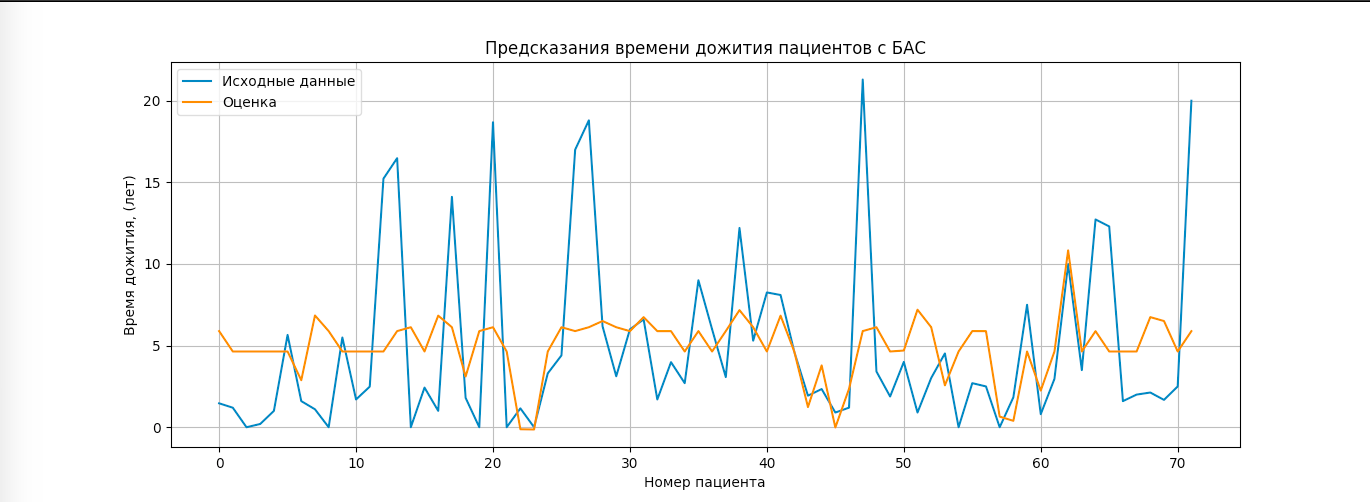 Предсказания времени дожития пациентов с БАС
Исходные данные
Оценка
Время дожития, (лет)
20
15
10
5
0
0 10 20 30 40 50 60 70
Номер пациента